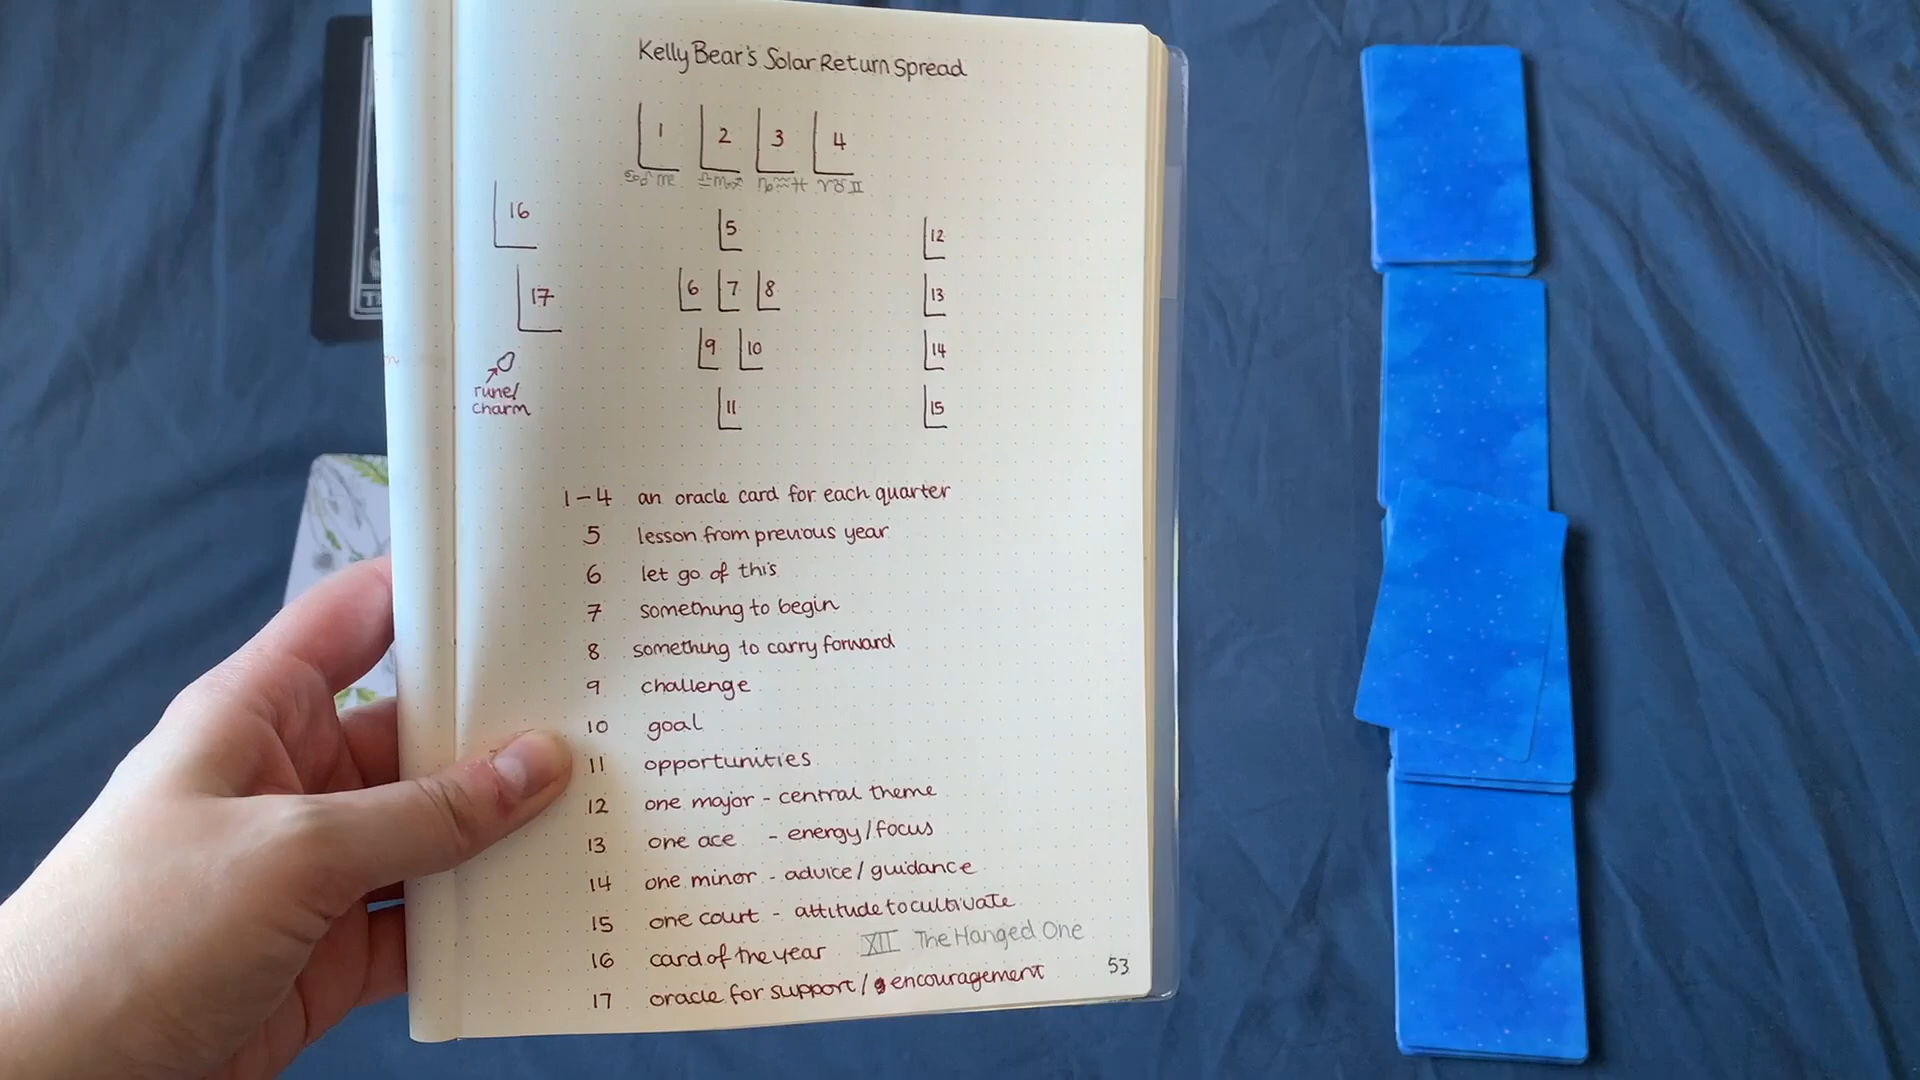 Kelly Bear's Solar Return Spread
1 2 3 4
♎♏♐ ♑♒♓ ♈♉♊
16
5
12
17
6 7 8
13
9 10
14
rune/
charm
11
15
1-4 an oracle card for each quarter
5 lesson from previous year
6 let go of this
7 something to begin
8 something to carry forward
9 challenge
10 goal
11 opportunities
12 one major - central theme
13 one ace - energy/focus
14 one minor - advice/guidance
15 one court - attitude to cultivate
16 card of the year XII The Hanged One
17 oracle for support/encouragement
53